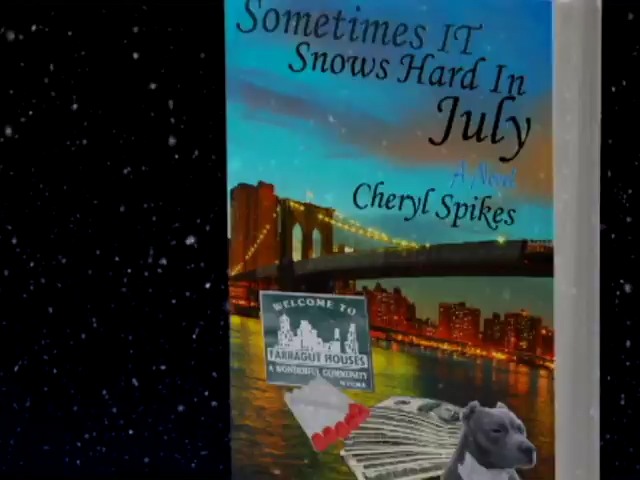 Sometimes IT
Snows Hard In
July
A Novel
Cheryl Spikes
WELCOME TO
FARRAGUT HOUSES
A WONDERFUL COMMUNITY